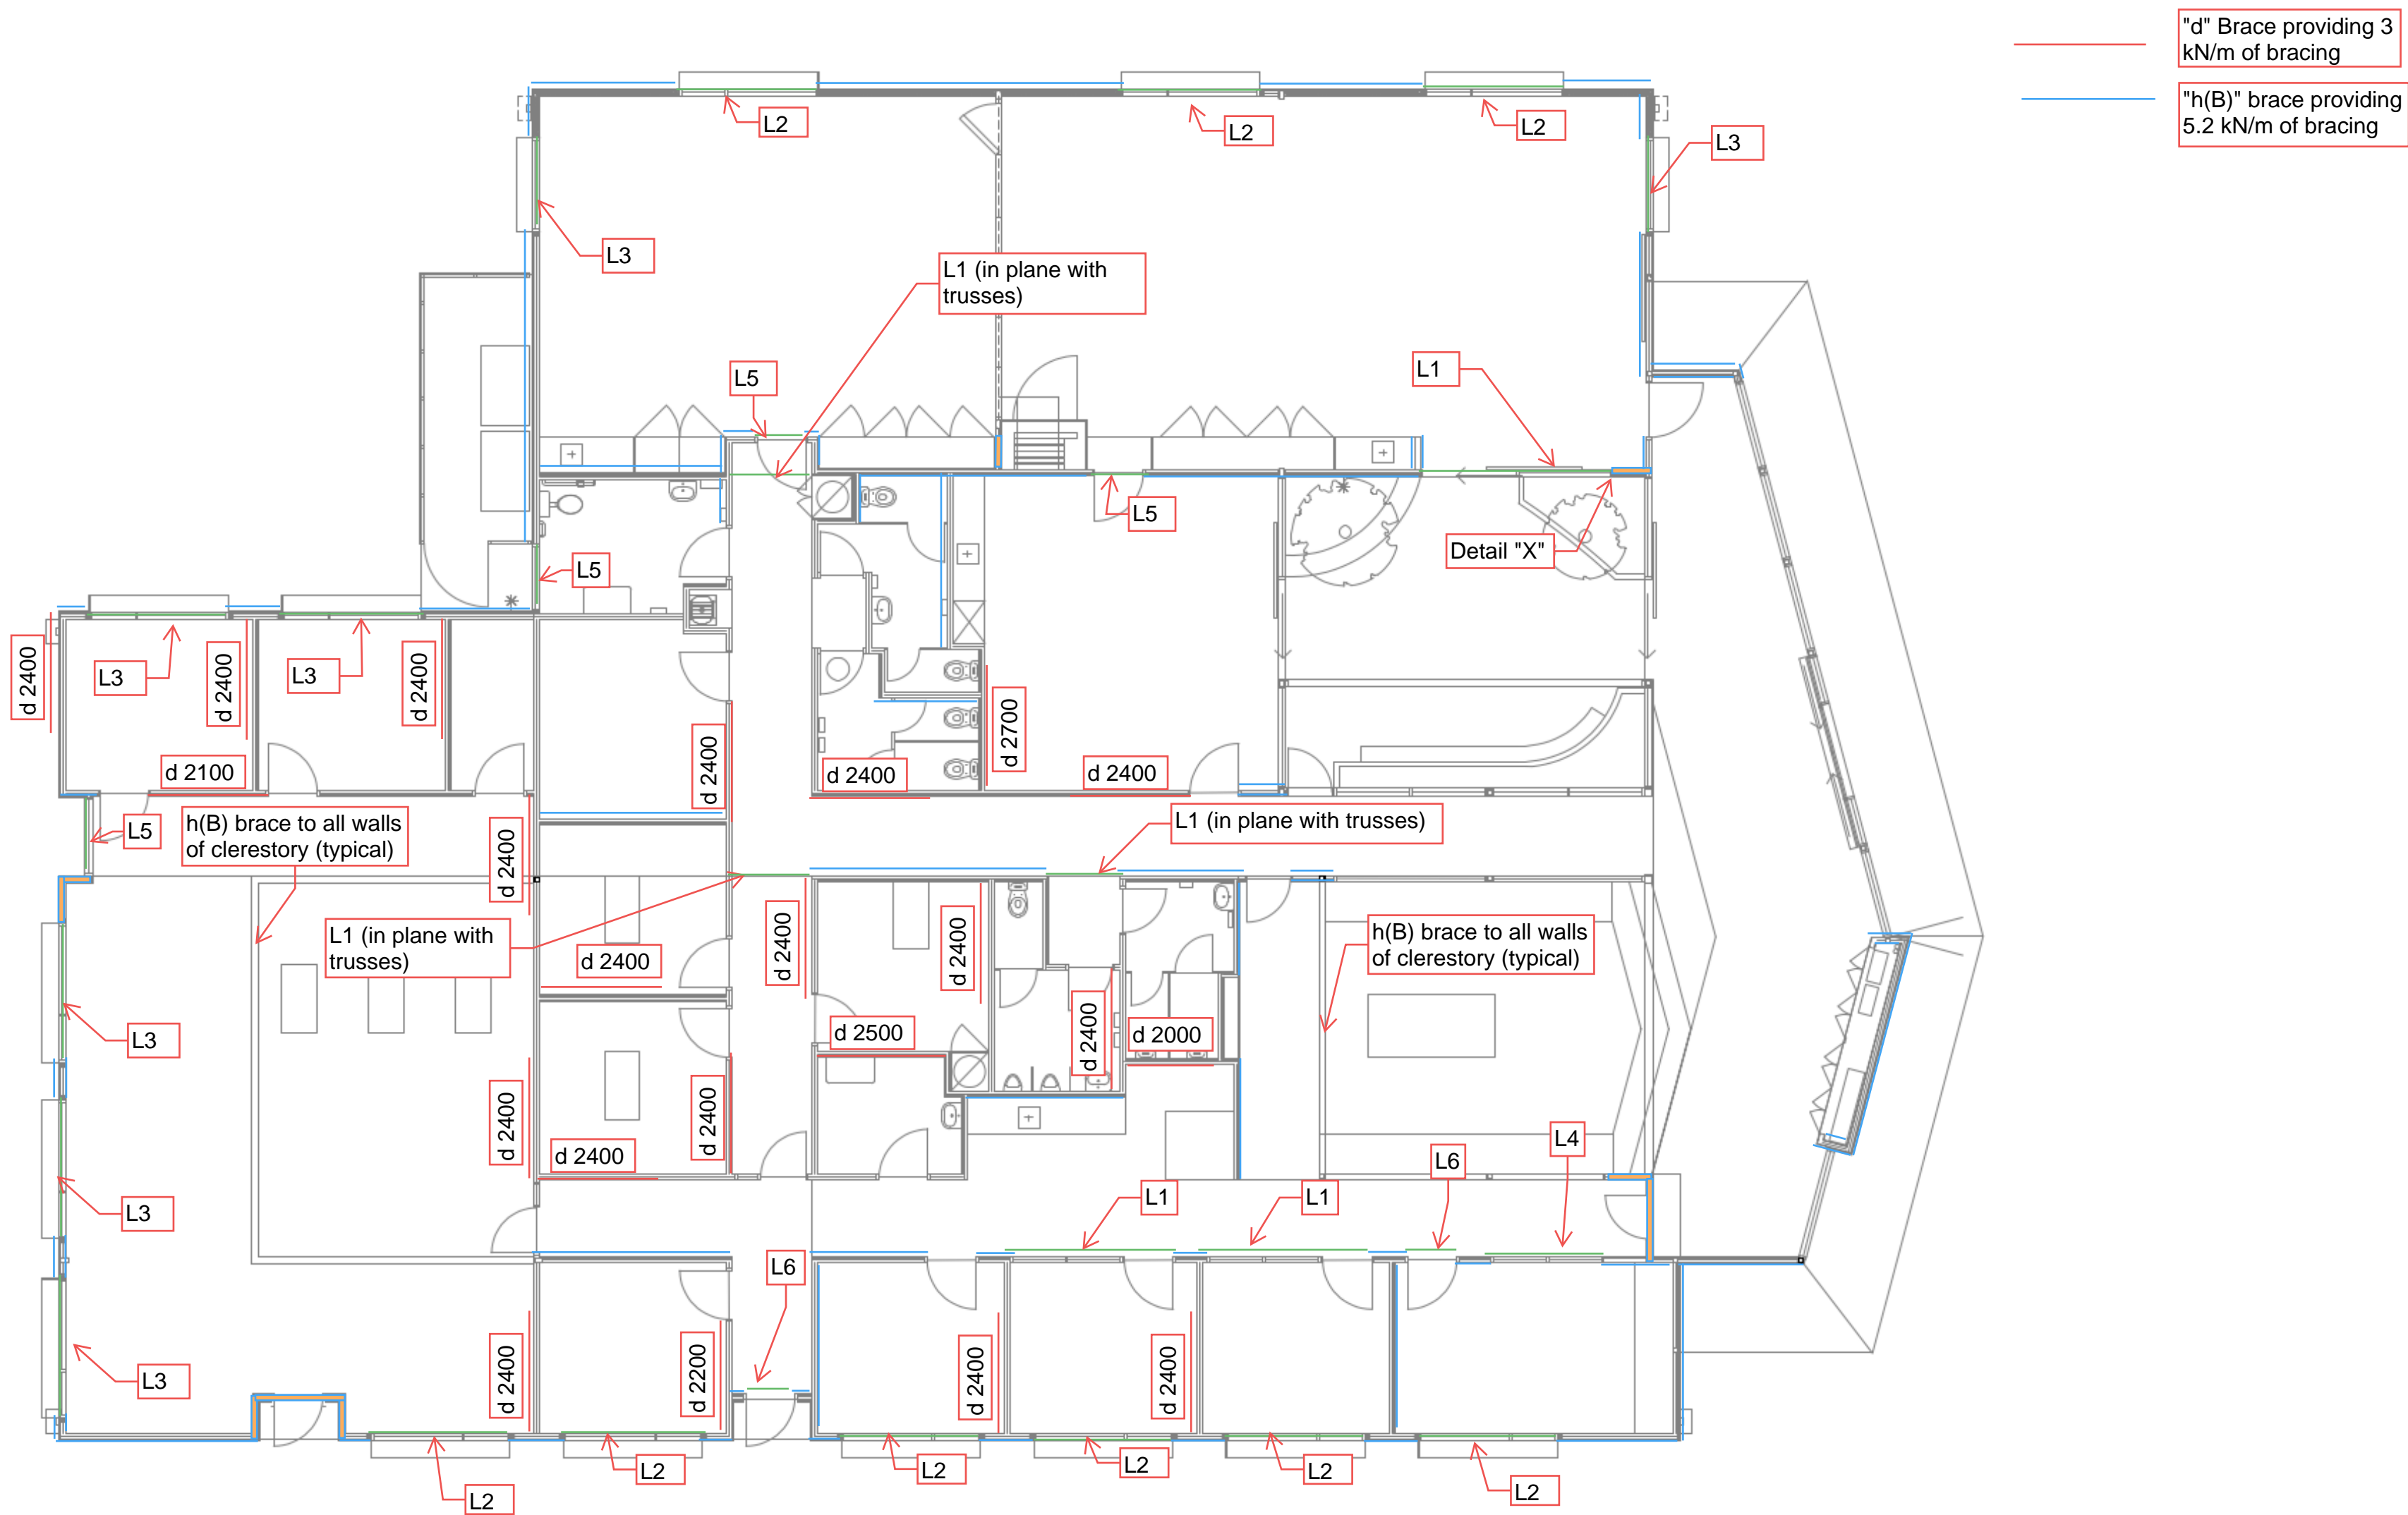 "d" Brace providing 3
kN/m of bracing
"h(B)" brace providing
5.2 kN/m of bracing
L2
L2
L2
L3
L3
L1 (in plane with
trusses)
L5
L1
L5
Detail "X"
L5
d 2400
L3
d 2400
L3
d 2400
d 2100
d 2400
d 2400
d 2700
d 2400
L5
h(B) brace to all walls
of clerestory (typical)
d 2400
L1 (in plane with trusses)
L1 (in plane with
trusses)
d 2400
d 2400
d 2400
h(B) brace to all walls
of clerestory (typical)
L3
d 2500
d 2400
d 2000
d 2400
d 2400
d 2400
L4
L6
L3
L1
L1
L6
L3
d 2400
d 2200
d 2400
d 2400
L2
L2
L2
L2
L2
L2